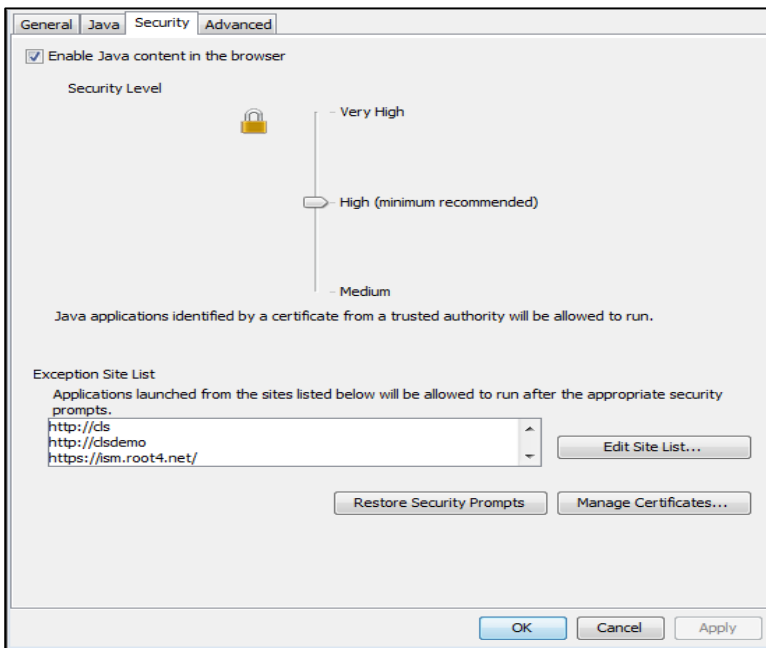 General Java Security Advanced
Enable Java content in the browser
Security Level
Very High
High (minimum recommended)
Medium
Java applications identified by a certificate from a trusted authority will be allowed to run.
Exception Site List
Applications launched from the sites listed below will be allowed to run after the appropriate security
prompts.
http://cls
http://clsdemo
https://ism.root4.net/
Edit Site List...
Restore Security Prompts Manage Certificates...
OK Cancel Apply